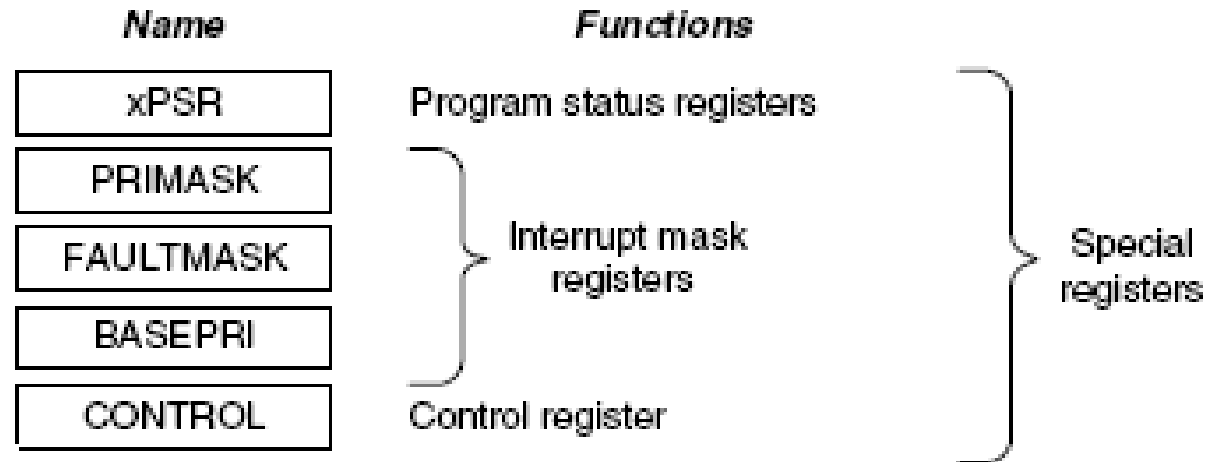 Name
Functions
xPSR
Program status registers
PRIMASK
FAULTMASK
BASEPRI
Interrupt mask
registers
CONTROL
Control register
Special
registers